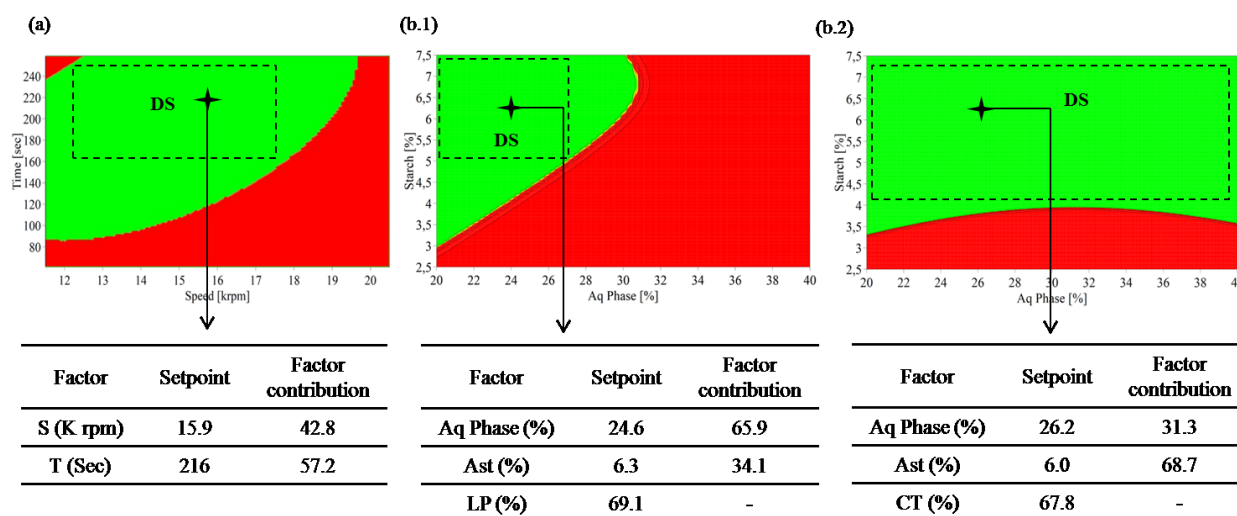 (a)
Time [sec]
240
220
200
180
160
140
120
100
80
DS
12 13 14 15 16 17 18 19 20
Speed [krpm]
Factor Setpoint Factor contribution
S (K rpm) 15.9 42.8
T (Sec) 216 57.2
(b.1)
Starch [%]
7,5
7
6,5
6
5,5
5
4,5
4
3,5
3
2,5
DS
20 22 24 26 28 30 32 34 36 38 40
Aq Phase [%]
Factor Setpoint Factor contribution
Aq Phase (%) 24.6 65.9
Ast (%) 6.3 34.1
LP (%) 69.1 -
(b.2)
Starch [%]
7,5
7
6,5
6
5,5
5
4,5
4
3,5
3
2,5
DS
20 22 24 26 28 30 32 34 36 38 40
Aq Phase [%]
Factor Setpoint Factor contribution
Aq Phase (%) 26.2 31.3
Ast (%) 6.0 68.7
CT (%) 67.8 -